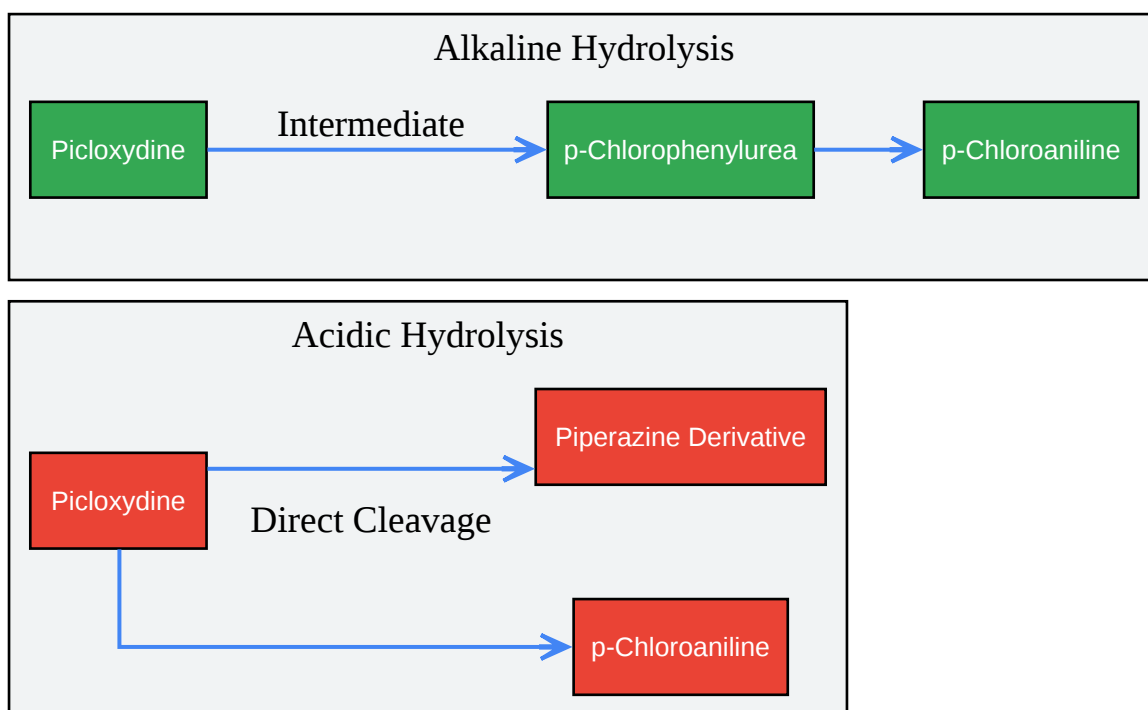 Alkaline Hydrolysis
Picloxydine
Intermediate
p-Chlorophenylurea
p-Chloroaniline
Acidic Hydrolysis
Picloxydine
Piperazine Derivative
Direct Cleavage
p-Chloroaniline